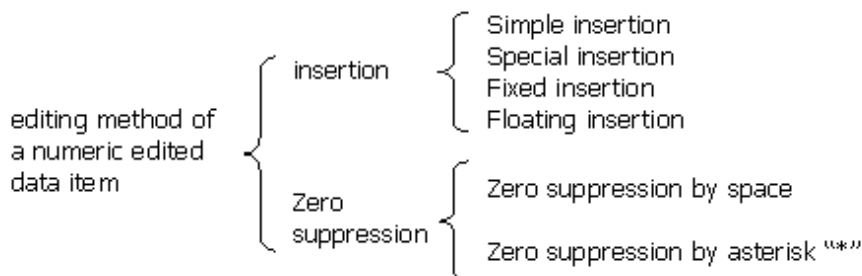 editing method of
a numeric edited
data item
insertion
Simple insertion
Special insertion
Fixed insertion
Floating insertion
Zero
suppression
Zero suppression by space
Zero suppression by asterisk “*”